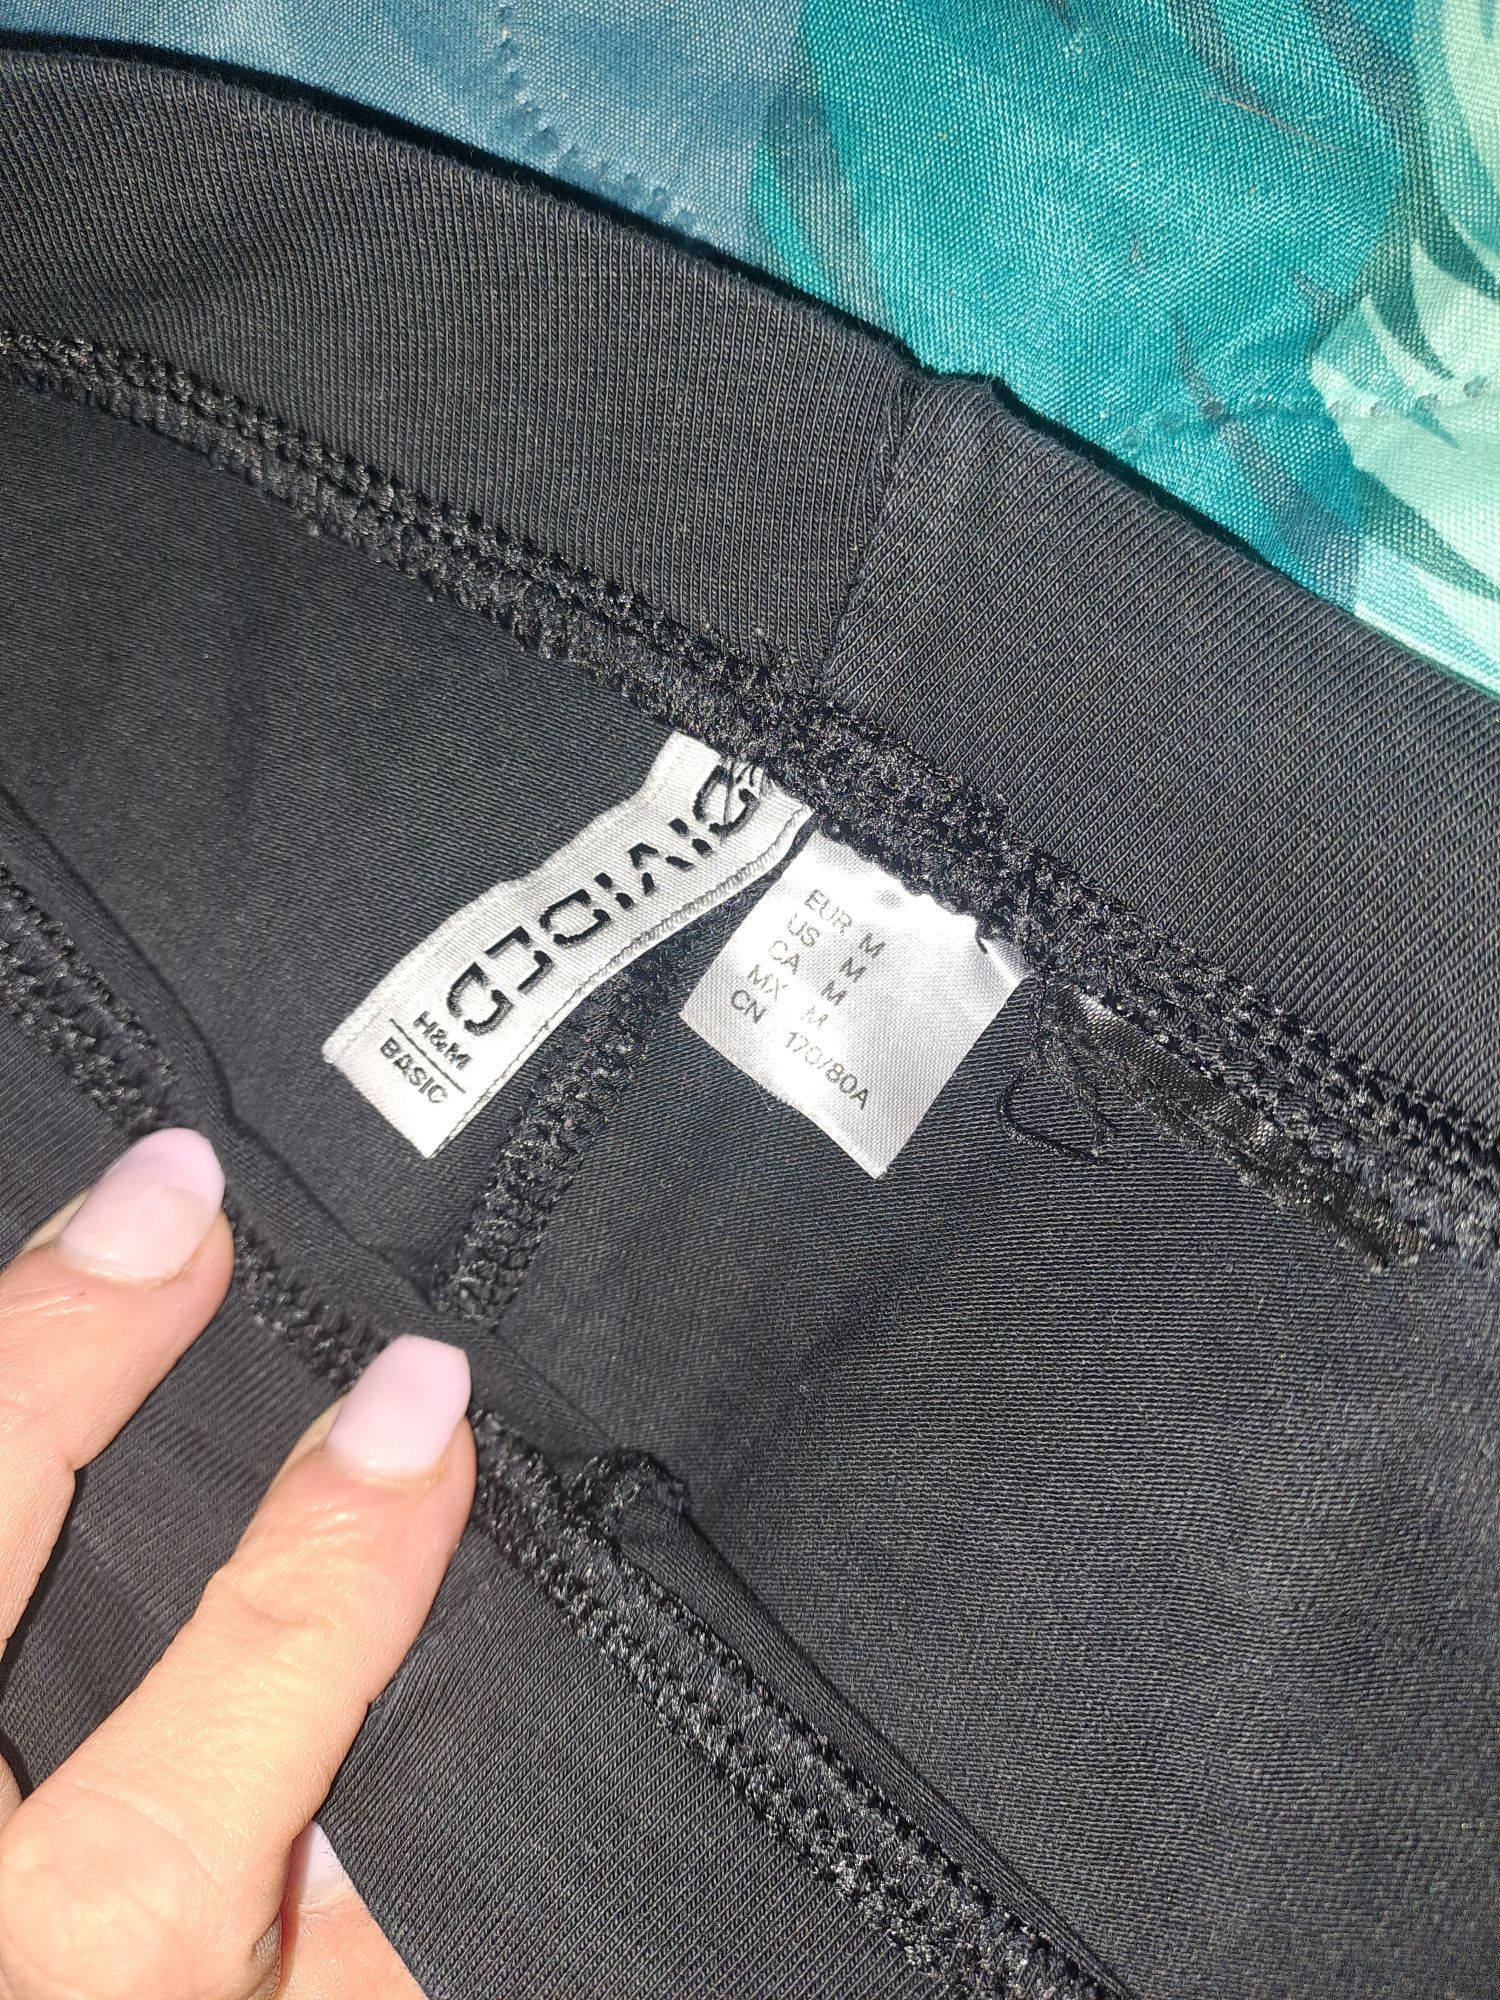 DIVIDED
H&M
BASIC
EUR M
US M
CA M
MX M
CN 170/80A